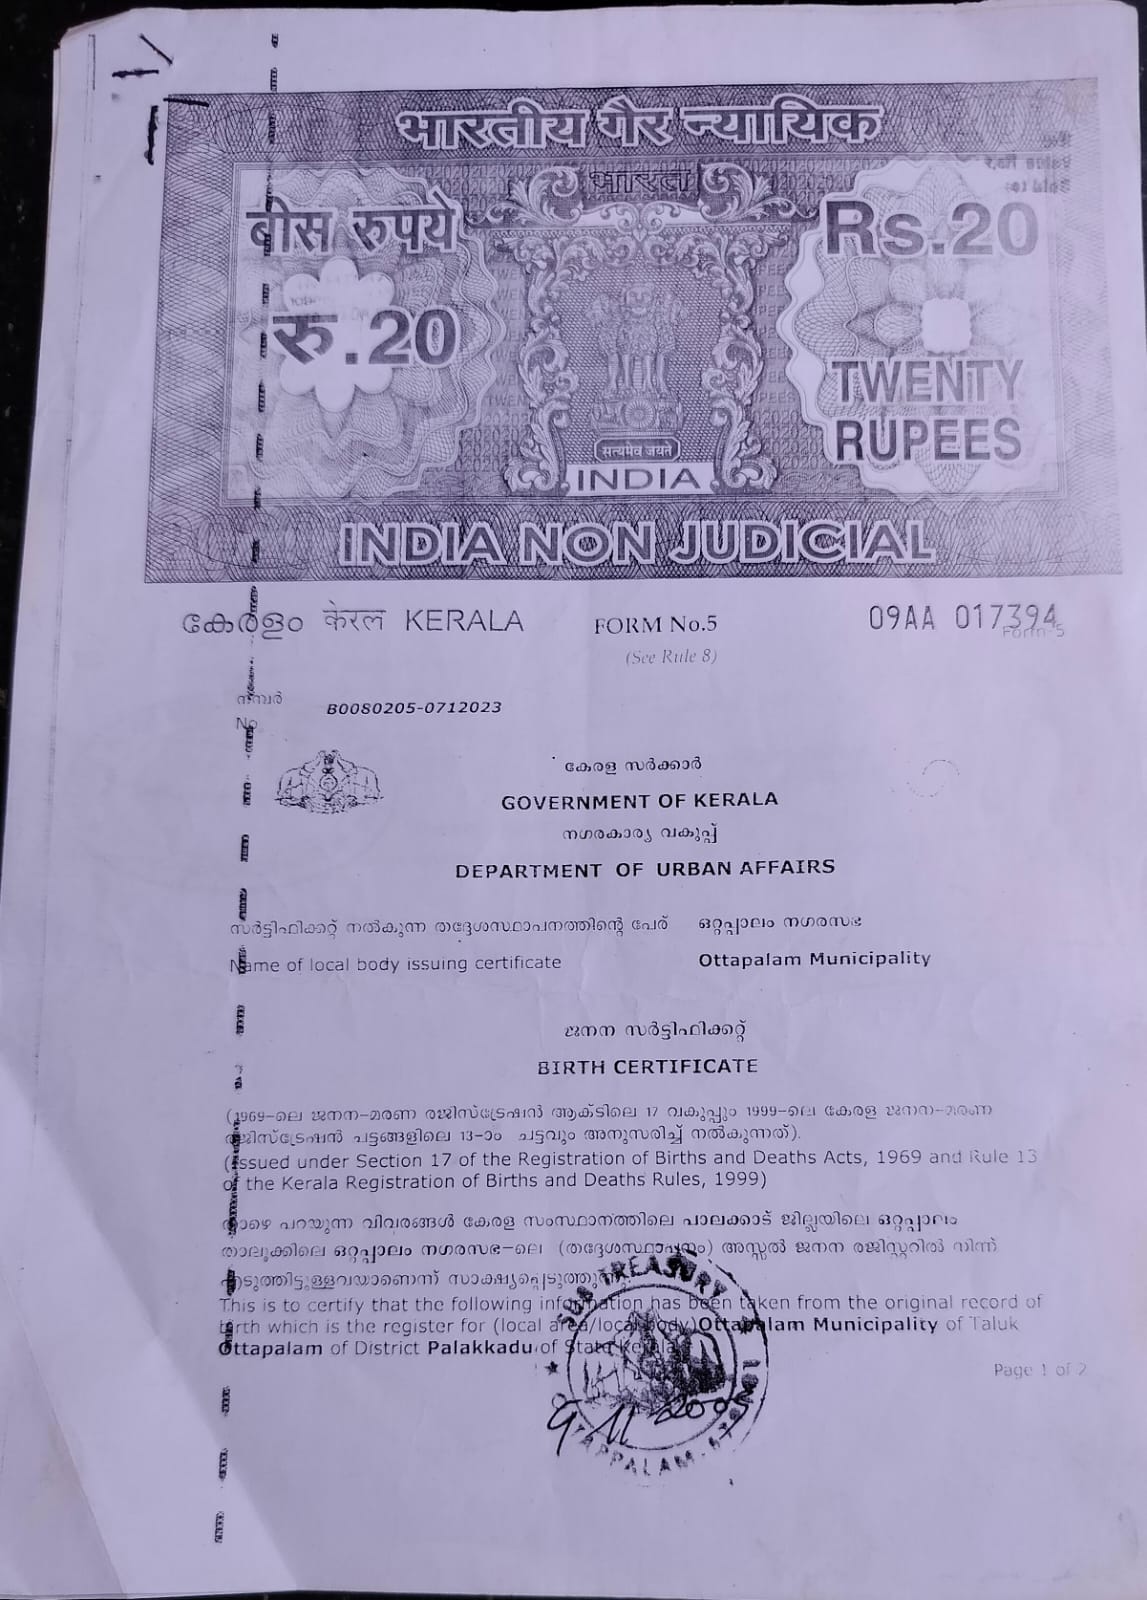 भारतीय गैर न्यायिक
भारत
बीस रुपये
Rs.20
रु.20
TWENTY
RUPEES
सत्यमेव जयते
INDIA
INDIA NON JUDICIAL
കേരളം केरल KERALA
FORM No.5
09AA 017394
Form-5
(See Rule 8)
നമ്പർ
No
B0080205-0712023
കേരള സർക്കാർ
GOVERNMENT OF KERALA
നഗരകാര്യ വകുപ്പ്
DEPARTMENT OF URBAN AFFAIRS
സർട്ടിഫിക്കറ്റ് നൽകുന്ന തദ്ദേശസ്ഥാപനത്തിന്റെ പേര് ഒറ്റപ്പാലം നഗരസഭ
Name of local body issuing certificate Ottapalam Municipality
ജനന സർട്ടിഫിക്കറ്റ്
BIRTH CERTIFICATE
(1969-ലെ ജനന-മരണ രജിസ്ട്രേഷൻ ആക്ടിലെ 17 വകുപ്പും 1999-ലെ കേരള ജനന-മരണ
രജിസ്ട്രേഷൻ ചട്ടങ്ങളിലെ 13-ാം ചട്ടവും അനുസരിച്ച് നൽകുന്നത്).
(Issued under Section 17 of the Registration of Births and Deaths Acts, 1969 and Rule 13
of the Kerala Registration of Births and Deaths Rules, 1999)
താഴെ പറയുന്ന വിവരങ്ങൾ കേരള സംസ്ഥാനത്തിലെ പാലക്കാട് ജില്ലയിലെ ഒറ്റപ്പാലം
താലൂക്കിലെ ഒറ്റപ്പാലം നഗരസഭ-ലെ (തദ്ദേശസ്ഥാപനം) അസ്സൽ ജനന രജിസ്റ്ററിൽ നിന്ന്
എടുത്തിട്ടുള്ളവയാണെന്ന് സാക്ഷ്യപ്പെടുത്തുന്നു.
This is to certify that the following information has been taken from the original record of
birth which is the register for (local area/local body)Ottapalam Municipality of Taluk
Ottapalam of District Palakkadu of State Kerala
Page 1 of 2
SUB TREASURY
OTTAPPALAM
9 11 2005